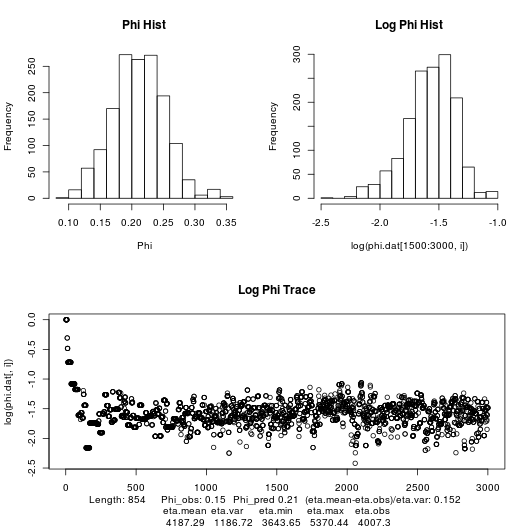 Phi Hist
Log Phi Hist
Frequency
0 50 100 150 200 250
0.10 0.15 0.20 0.25 0.30 0.35
Phi
Frequency
0 100 200 300
-2.5 -2.0 -1.5 -1.0
log(phi.dat[1500:3000, i])
Log Phi Trace
log(phi.dat[, i)
-2.5 -2.0 -1.5 -1.0 -0.5 0.0
0 500 1000 1500 2000 2500 3000
Length: 854 Phi_obs: 0.15 Phi_pred 0.21 (eta.mean-eta.obs)/eta.var: 0.152
eta.mean eta.var eta.min eta.max eta.obs
4187.29 1186.72 3643.65 5370.44 4007.3